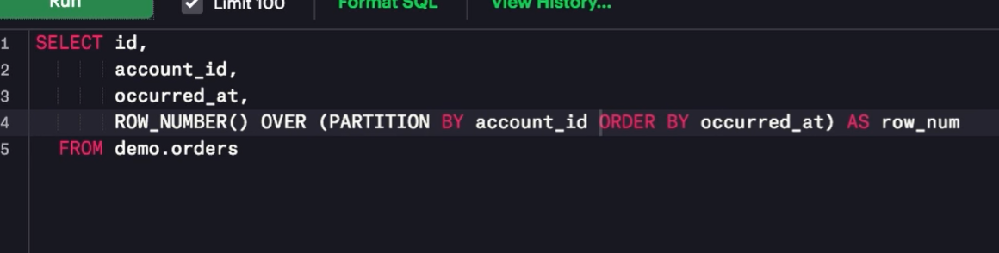 Run Limit 100 Format SQL View History...
1 SELECT id,
2 account_id,
3 occurred_at,
4 ROW_NUMBER() OVER (PARTITION BY account_id ORDER BY occurred_at) AS row_num
5 FROM demo.orders